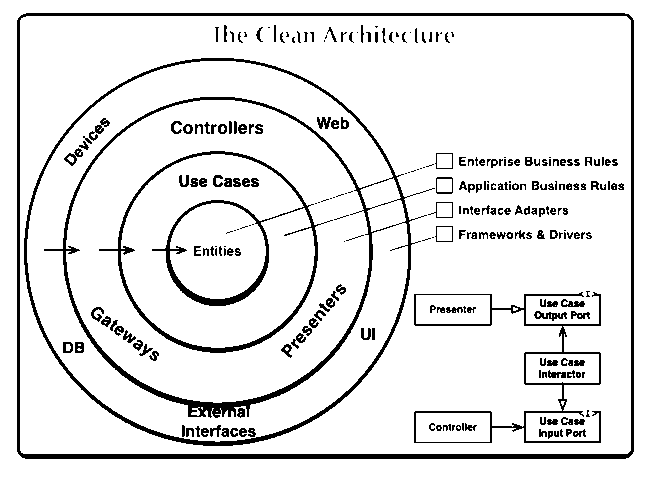 The Clean Architecture
Devices
Controllers
Web
Use Cases
Entities
Gateways
Presenters
DB
UI
External
Interfaces
Enterprise Business Rules
Application Business Rules
Interface Adapters
Frameworks & Drivers
Presenter
<I>
Use Case
Output Port
Use Case
Interactor
Controller
<I>
Use Case
Input Port